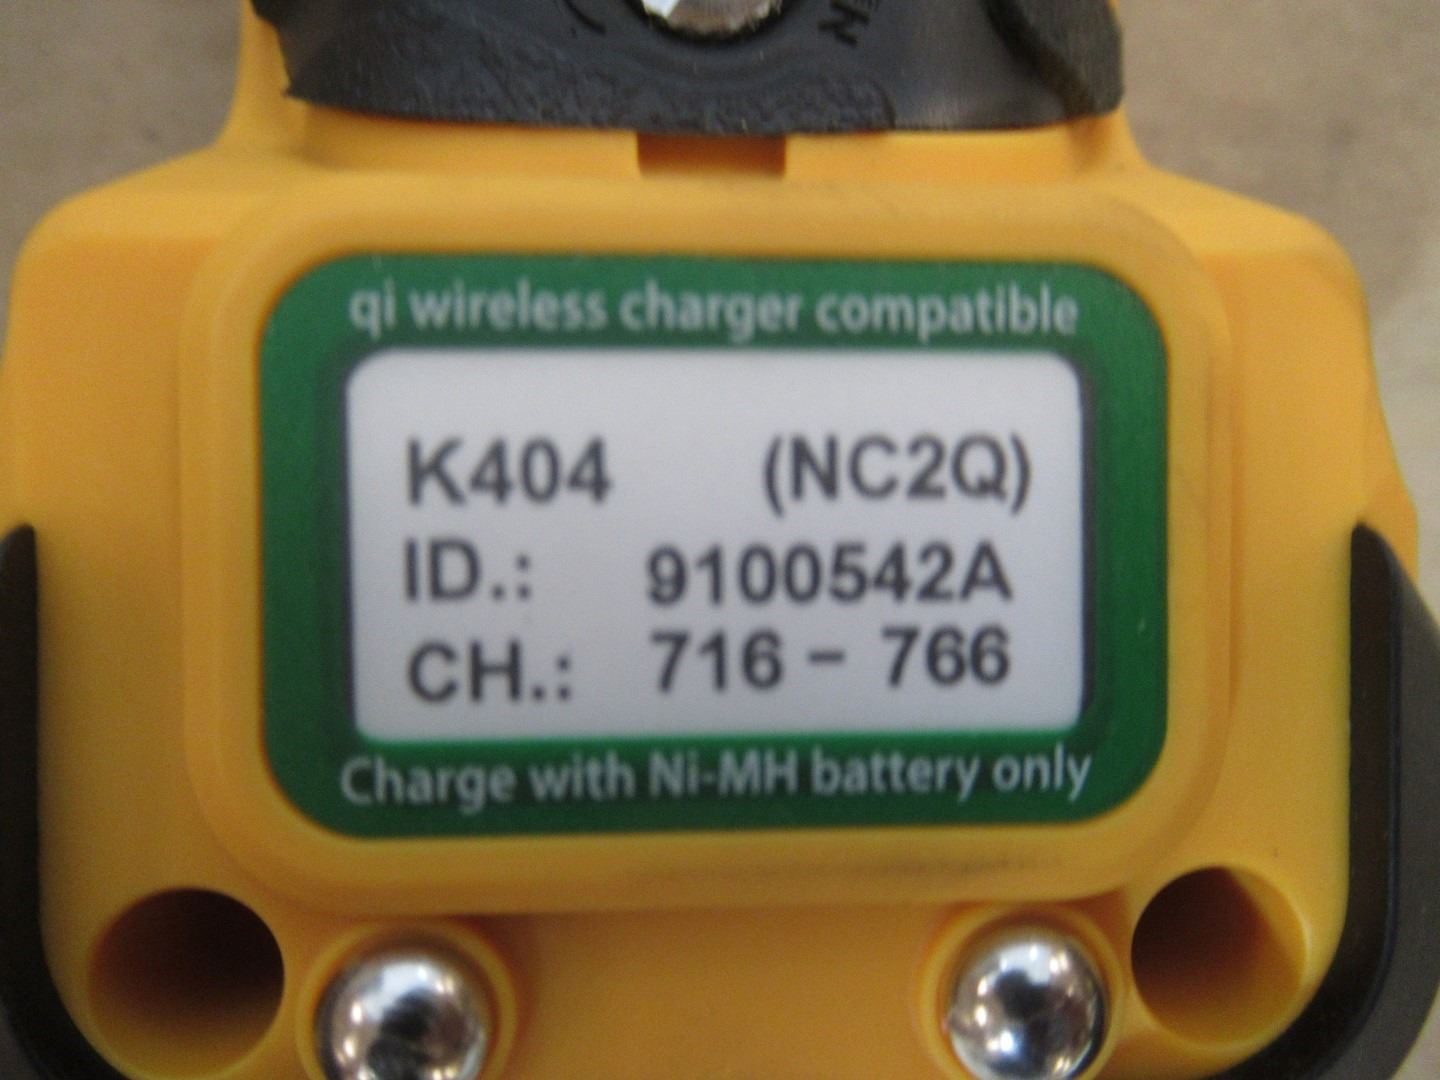 qi wireless charger compatible
K404 (NC2Q)
ID.: 9100542A
CH.: 716 - 766
Charge with Ni-MH battery only